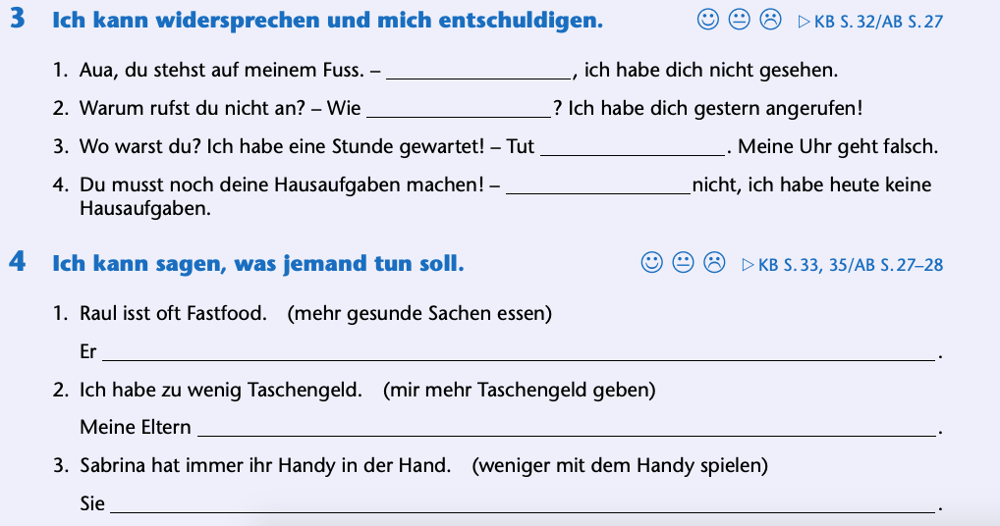 3 Ich kann widersprechen und mich entschuldigen. ▷ KB S. 32/AB S. 27
1. Aua, du stehst auf meinem Fuss. – ____________________, ich habe dich nicht gesehen.
2. Warum rufst du nicht an? – Wie ____________________? Ich habe dich gestern angerufen!
3. Wo warst du? Ich habe eine Stunde gewartet! – Tut ____________________. Meine Uhr geht falsch.
4. Du musst noch deine Hausaufgaben machen! – ____________________ nicht, ich habe heute keine
Hausaufgaben.
4 Ich kann sagen, was jemand tun soll. ▷ KB S. 33, 35/AB S. 27–28
1. Raul isst oft Fastfood. (mehr gesunde Sachen essen)
Er ____________________.
2. Ich habe zu wenig Taschengeld. (mir mehr Taschengeld geben)
Meine Eltern ____________________.
3. Sabrina hat immer ihr Handy in der Hand. (weniger mit dem Handy spielen)
Sie ____________________.